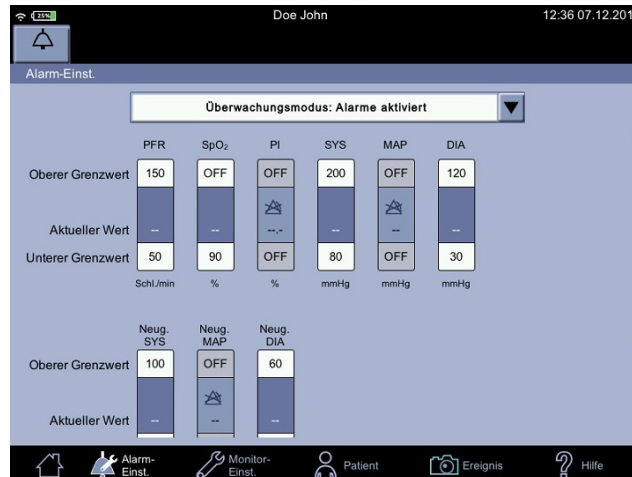 25% Doe John 12:36 07.12.201
Alarm-Einst.
Überwachungsmodus: Alarme aktiviert
PFR SpO₂ PI SYS MAP DIA
Oberer Grenzwert 150 OFF OFF 200 OFF 120
Aktueller Wert -- -- --.- -- -- --
Unterer Grenzwert 50 90 OFF 80 OFF 30
Schl./min % % mmHg mmHg mmHg
Neug. Neug. Neug.
SYS MAP DIA
Oberer Grenzwert 100 OFF 60
Aktueller Wert -- -- --
Alarm-Einst. Monitor-Einst. Patient Ereignis Hilfe